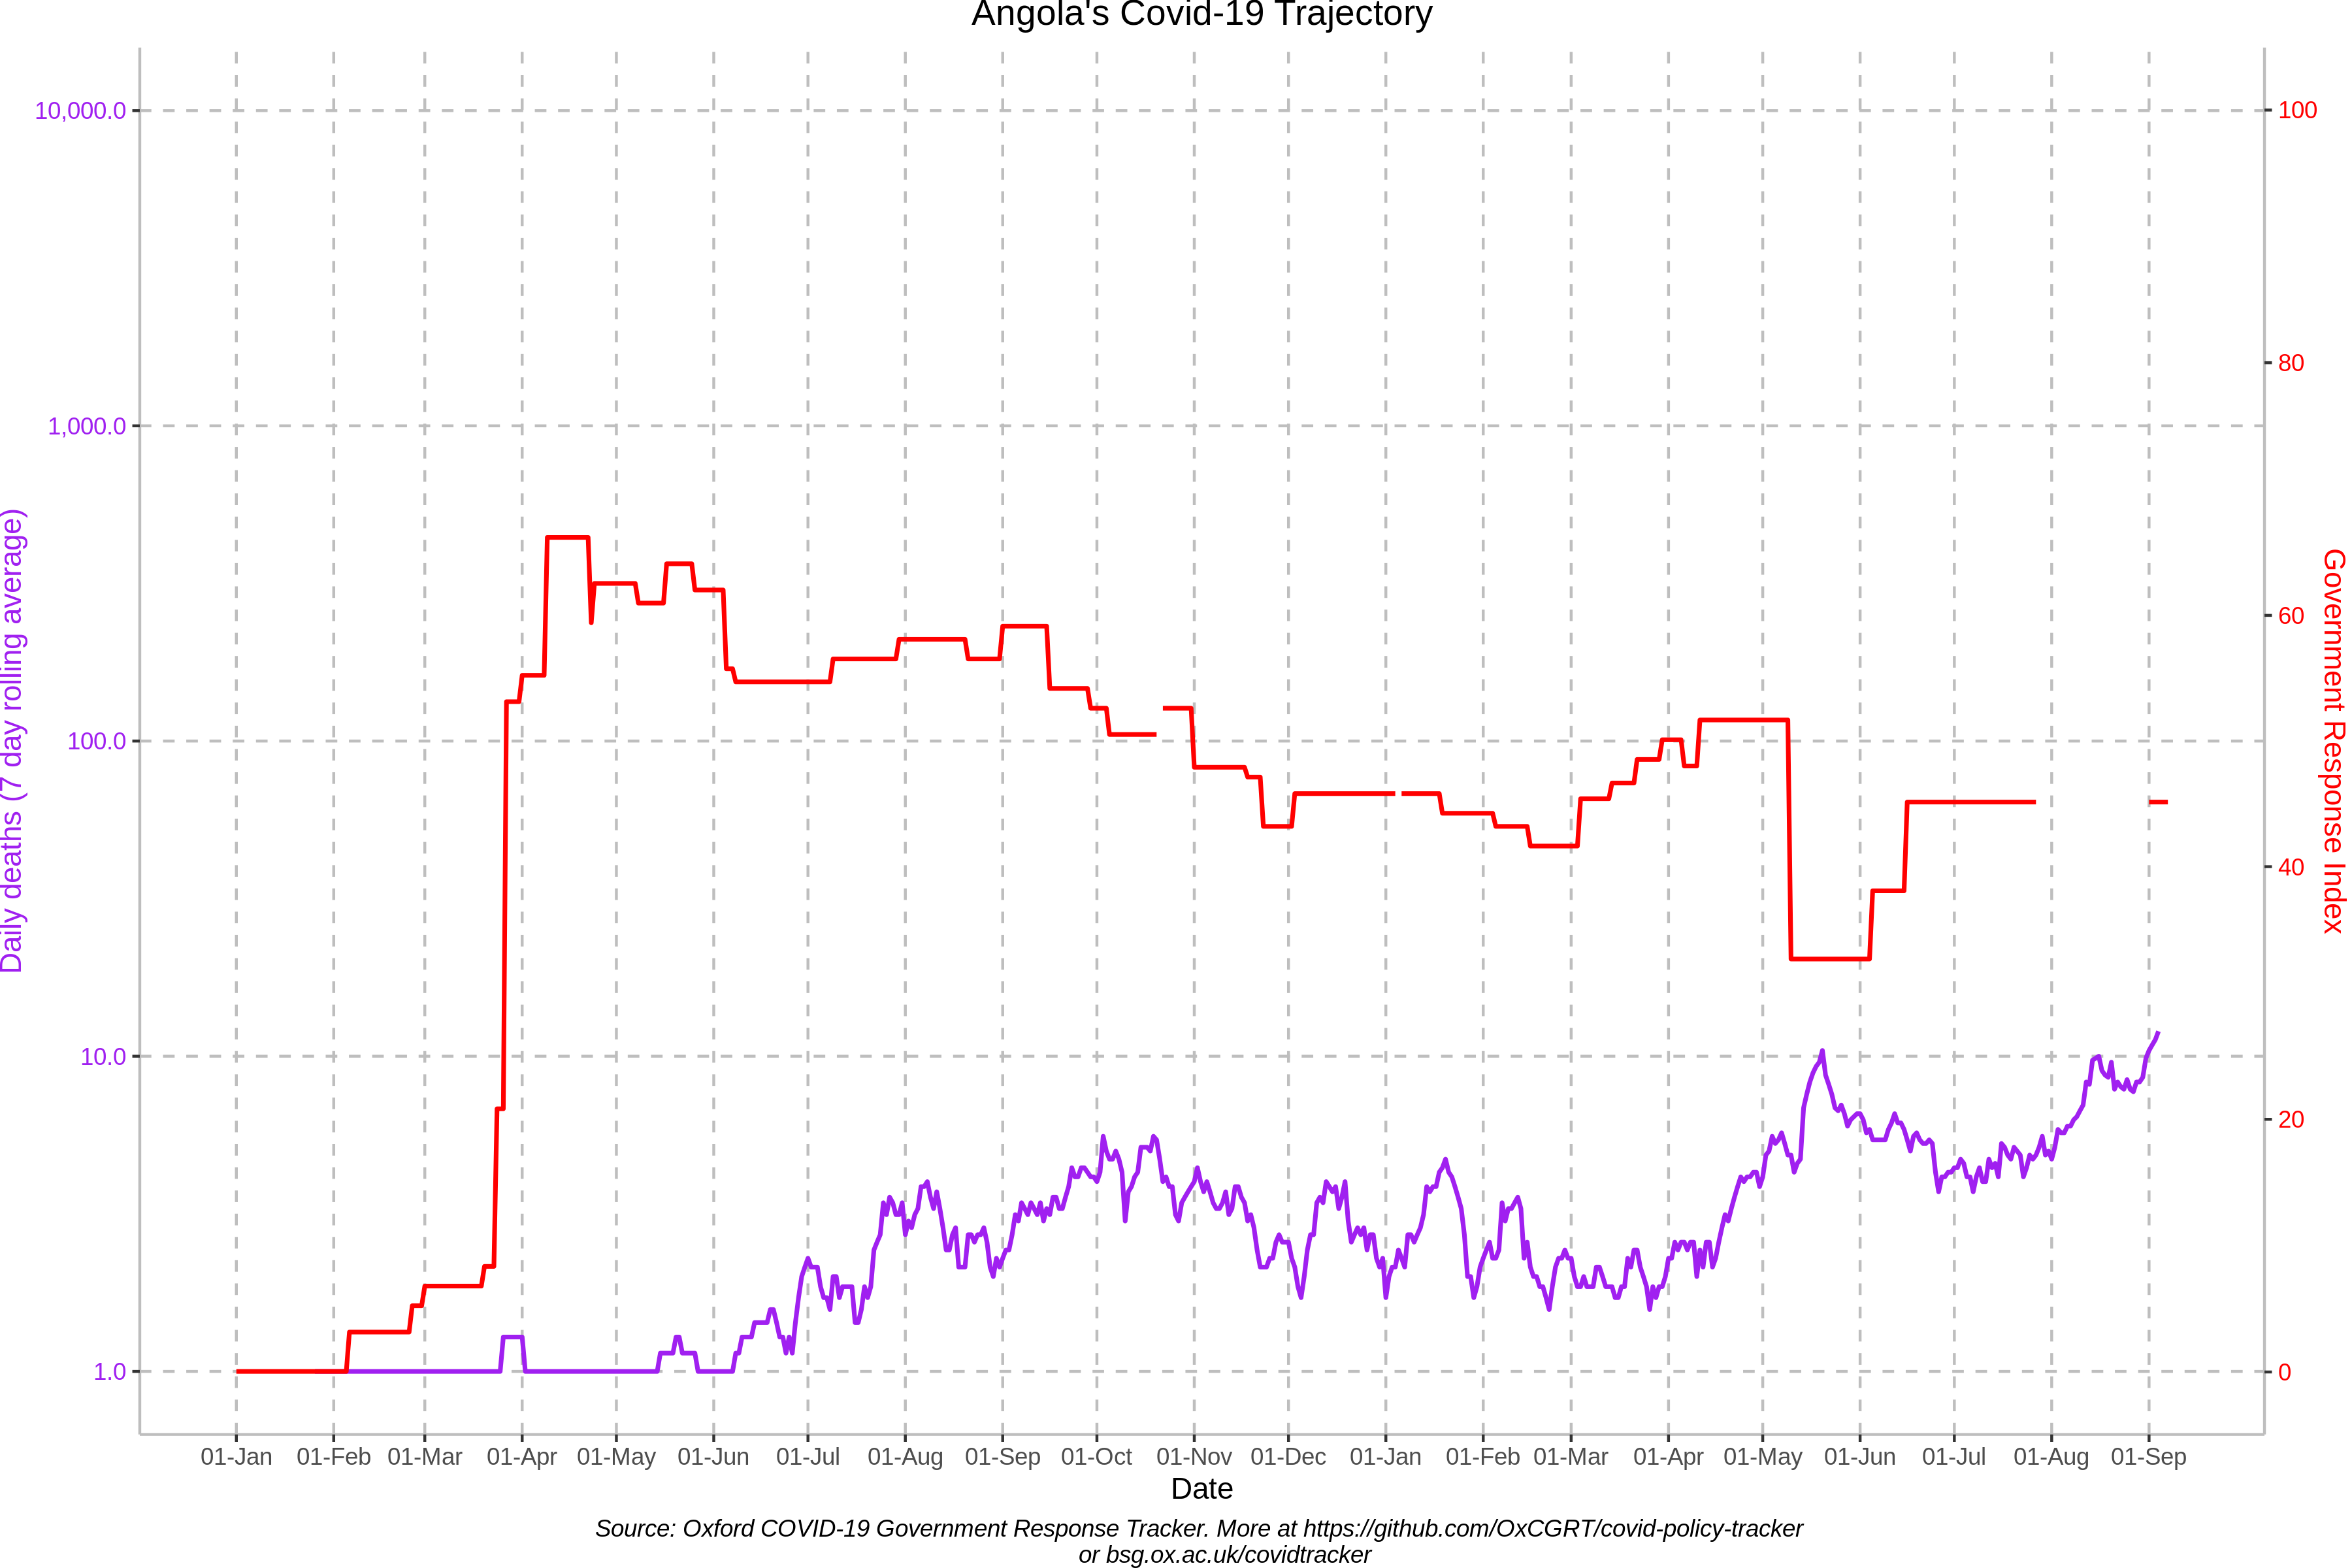 Angola's Covid-19 Trajectory
10,000.0
1,000.0
100.0
10.0
1.0
Daily deaths (7 day rolling average)
100
80
60
40
20
0
Government Response Index
01-Jan 01-Feb 01-Mar 01-Apr 01-May 01-Jun 01-Jul 01-Aug 01-Sep 01-Oct 01-Nov 01-Dec 01-Jan 01-Feb 01-Mar 01-Apr 01-May 01-Jun 01-Jul 01-Aug 01-Sep
Date
Source: Oxford COVID-19 Government Response Tracker. More at https://github.com/OxCGRT/covid-policy-tracker
or bsg.ox.ac.uk/covidtracker